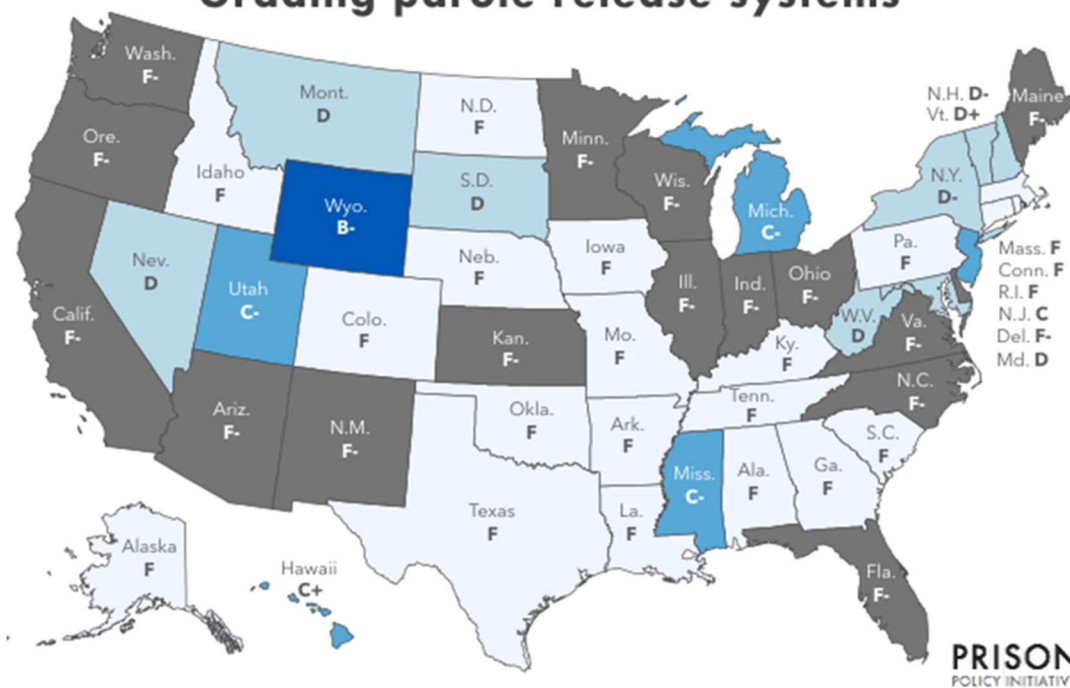 Grading parole release systems
Wash.
F-
Ore.
F-
Calif.
F-
Nev.
D
Idaho
F
Mont.
D
Wyo.
B-
Utah
C-
Ariz.
F-
N.M.
F-
Colo.
F
N.D.
F
S.D.
D
Neb.
F
Kan.
F-
Okla.
F
Texas
F
Minn.
F-
Iowa
F
Mo.
F
Ark.
F
La.
F
Wis.
F-
Ill.
F-
Mich.
C-
Ind.
F-
Ohio
F-
Ky.
F
Tenn.
F
Miss.
C-
Ala.
F
Ga.
F
Fla.
F-
S.C.
F
N.C.
F-
Va.
F-
W.V.
D
Pa.
F
N.Y.
D-
N.H. D-
Vt. D+
Maine
F-
Mass. F
Conn. F
R.I. F
N.J. C
Del. F-
Md. D
Alaska
F
Hawaii
C+
PRISON
POLICY INITIATIV